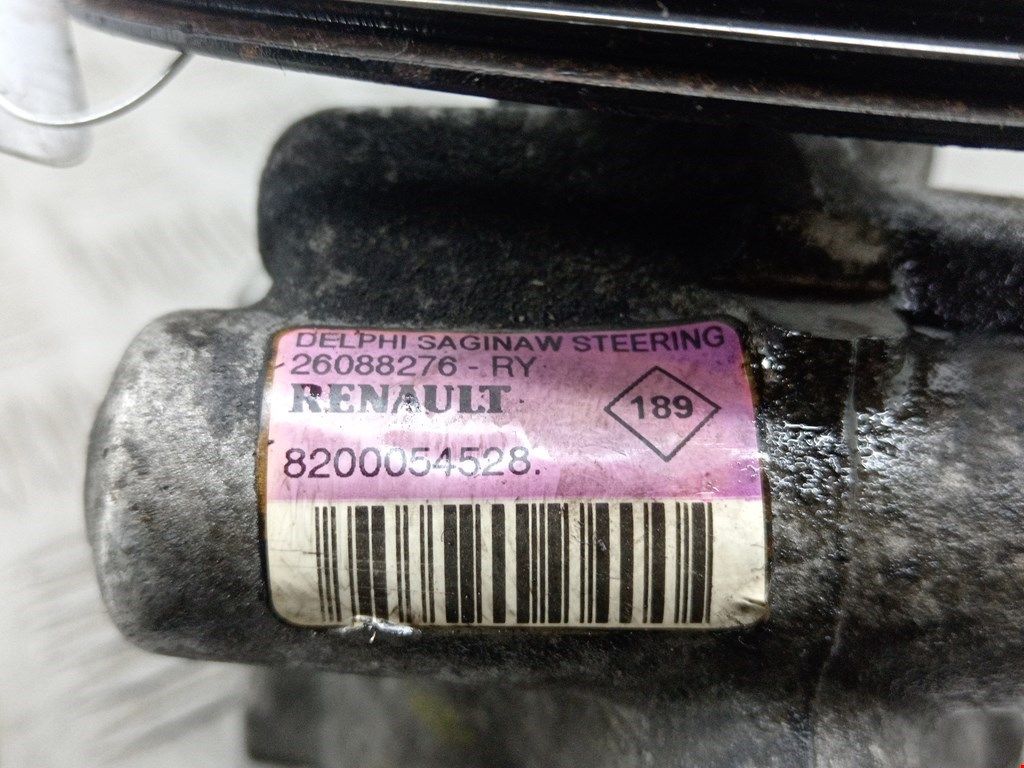 DELPHI SAGINAW STEERING
26088276 - RY
RENAULT
189
8200054528.